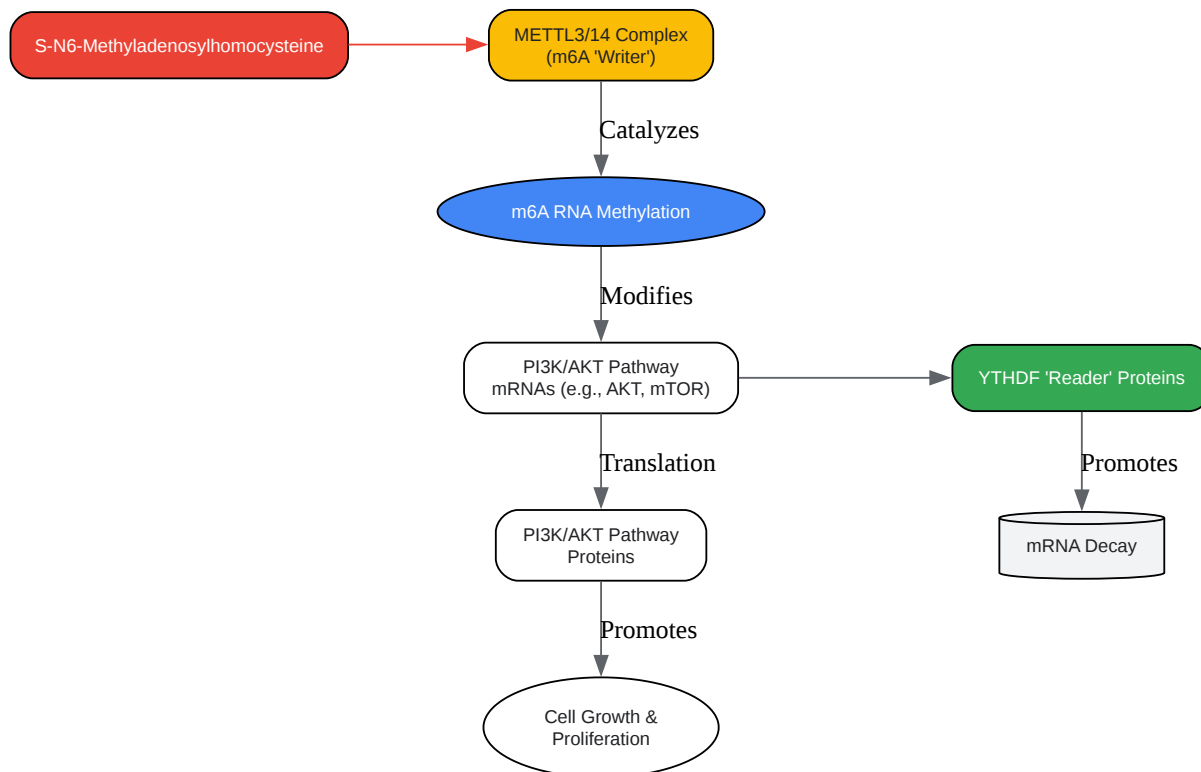 S-N6-Methyladenosylhomocysteine
METTL3/14 Complex
(m6A 'Writer')
Catalyzes
m6A RNA Methylation
Modifies
PI3K/AKT Pathway
mRNAs (e.g., AKT, mTOR)
YTHDF 'Reader' Proteins
Translation
Promotes
PI3K/AKT Pathway
Proteins
mRNA Decay
Promotes
Cell Growth &
Proliferation